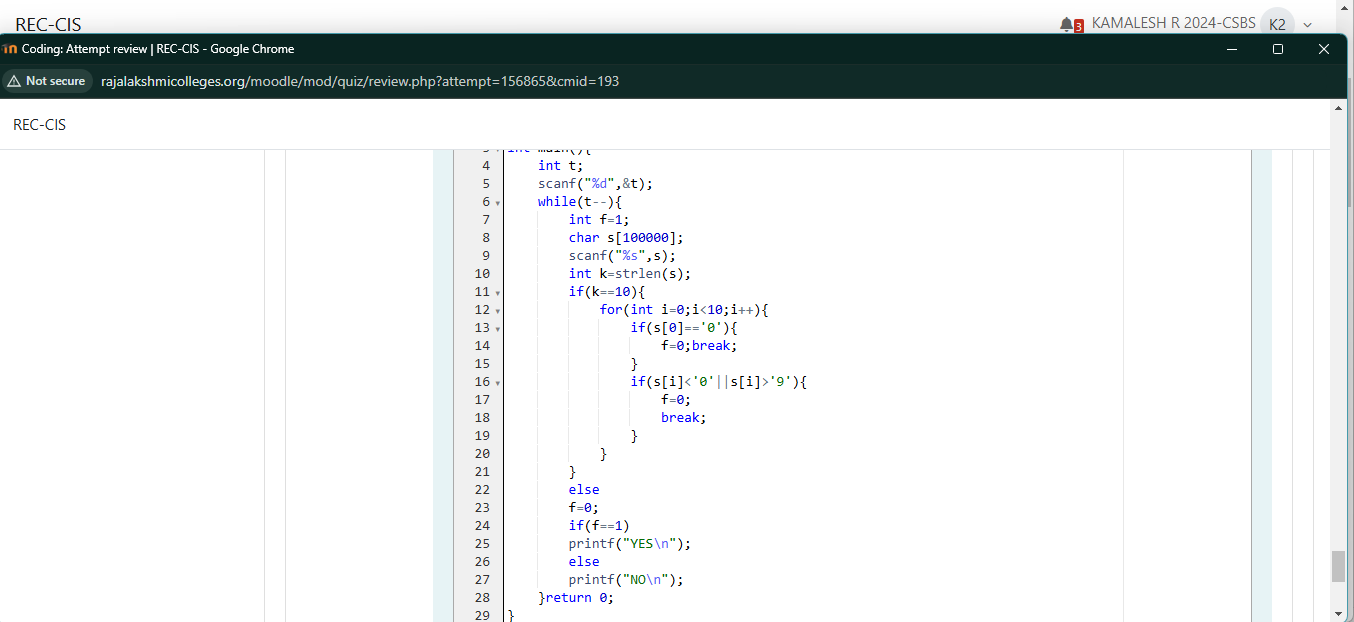 REC-CIS
3 KAMALESH R 2024-CSBS K2
Coding: Attempt review | REC-CIS - Google Chrome
Not secure rajalakshmicolleges.org/moodle/mod/quiz/review.php?attempt=156865&cmid=193
REC-CIS
3 int main(){
4 int t;
5 scanf("%d",&t);
6 while(t--){
7 int f=1;
8 char s[100000];
9 scanf("%s",s);
10 int k=strlen(s);
11 if(k==10){
12 for(int i=0;i<10;i++){
13 if(s[0]=='0'){
14 f=0;break;
15 }
16 if(s[i]<'0'||s[i]>'9'){
17 f=0;
18 break;
19 }
20 }
21 }
22 else
23 f=0;
24 if(f==1)
25 printf("YES\n");
26 else
27 printf("NO\n");
28 }return 0;
29 }